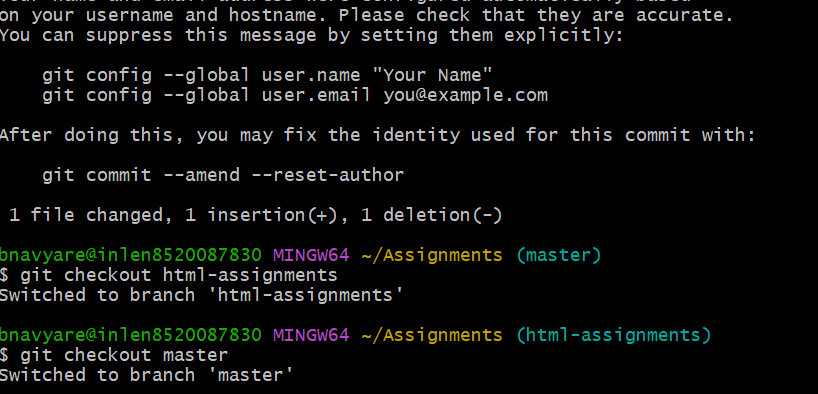 on your username and hostname. Please check that they are accurate.
You can suppress this message by setting them explicitly:
git config --global user.name "Your Name"
git config --global user.email you@example.com
After doing this, you may fix the identity used for this commit with:
git commit --amend --reset-author
1 file changed, 1 insertion(+), 1 deletion(-)
bnavyare@inlen8520087830 MINGW64 ~/Assignments (master)
$ git checkout html-assignments
Switched to branch 'html-assignments'
bnavyare@inlen8520087830 MINGW64 ~/Assignments (html-assignments)
$ git checkout master
Switched to branch 'master'